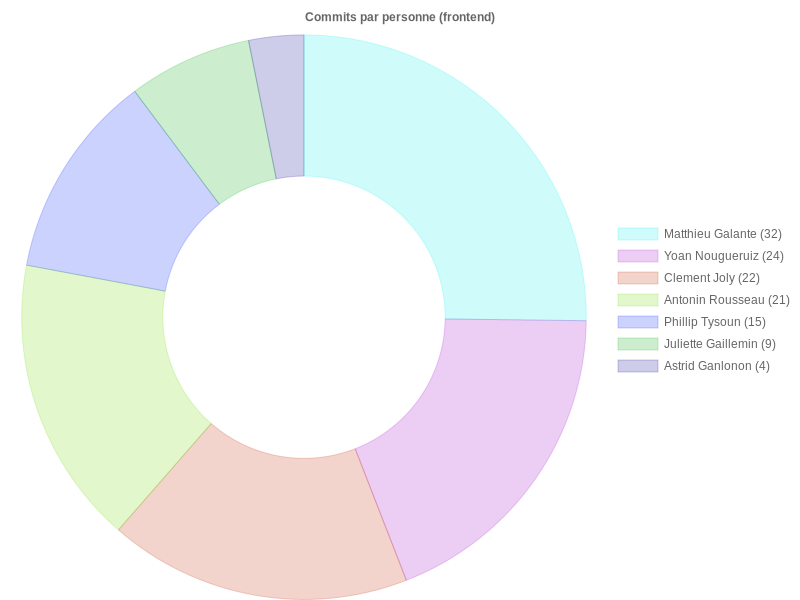 Commits par personne (frontend)
Matthieu Galante (32)
Yoan Nougueruiz (24)
Clement Joly (22)
Antonin Rousseau (21)
Phillip Tysoun (15)
Juliette Gaillemin (9)
Astrid Ganlonon (4)